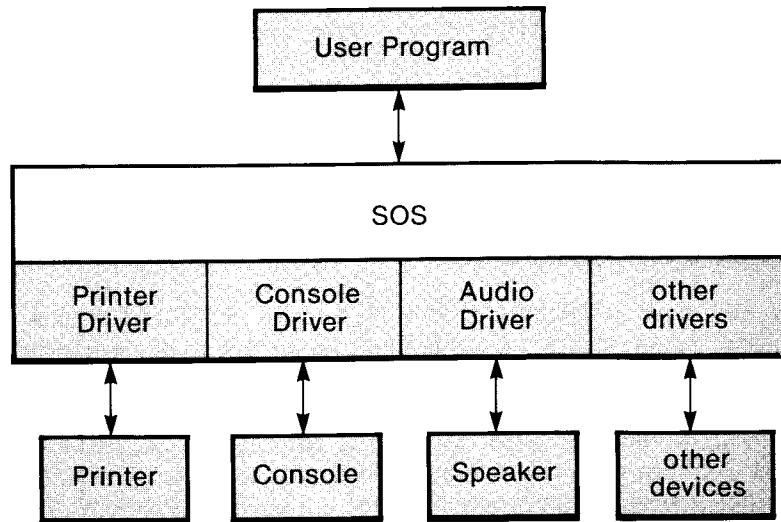 User Program
SOS
Printer
Driver
Console
Driver
Audio
Driver
other
drivers
Printer
Console
Speaker
other
devices